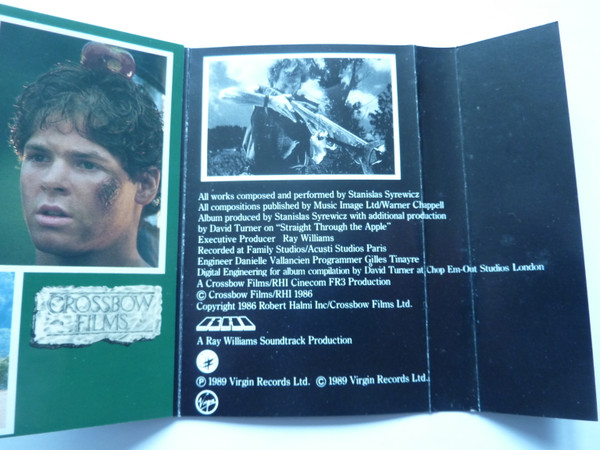 CROSSBOW
FILMS
All works composed and performed by Stanislas Syrewicz
All compositions published by Music Image Ltd/Warner Chappell
Album produced by Stanislas Syrewicz with additional production
by David Turner on "Straight Through the Apple"
Executive Producer Ray Williams
Recorded at Family Studios/Acusti Studios Paris
Engineer Danielle Vallancien Programmer Gilles Tinayre
Digital Engineering for album compilation by David Turner at Chop Em-Out Studios London
A Crossbow Films/RHI Cinecom FR3 Production
© Crossbow Films/RHI 1986
Copyright 1986 Robert Halmi Inc/Crossbow Films Ltd.
A Ray Williams Soundtrack Production
℗ 1989 Virgin Records Ltd. © 1989 Virgin Records Ltd.
Virgin